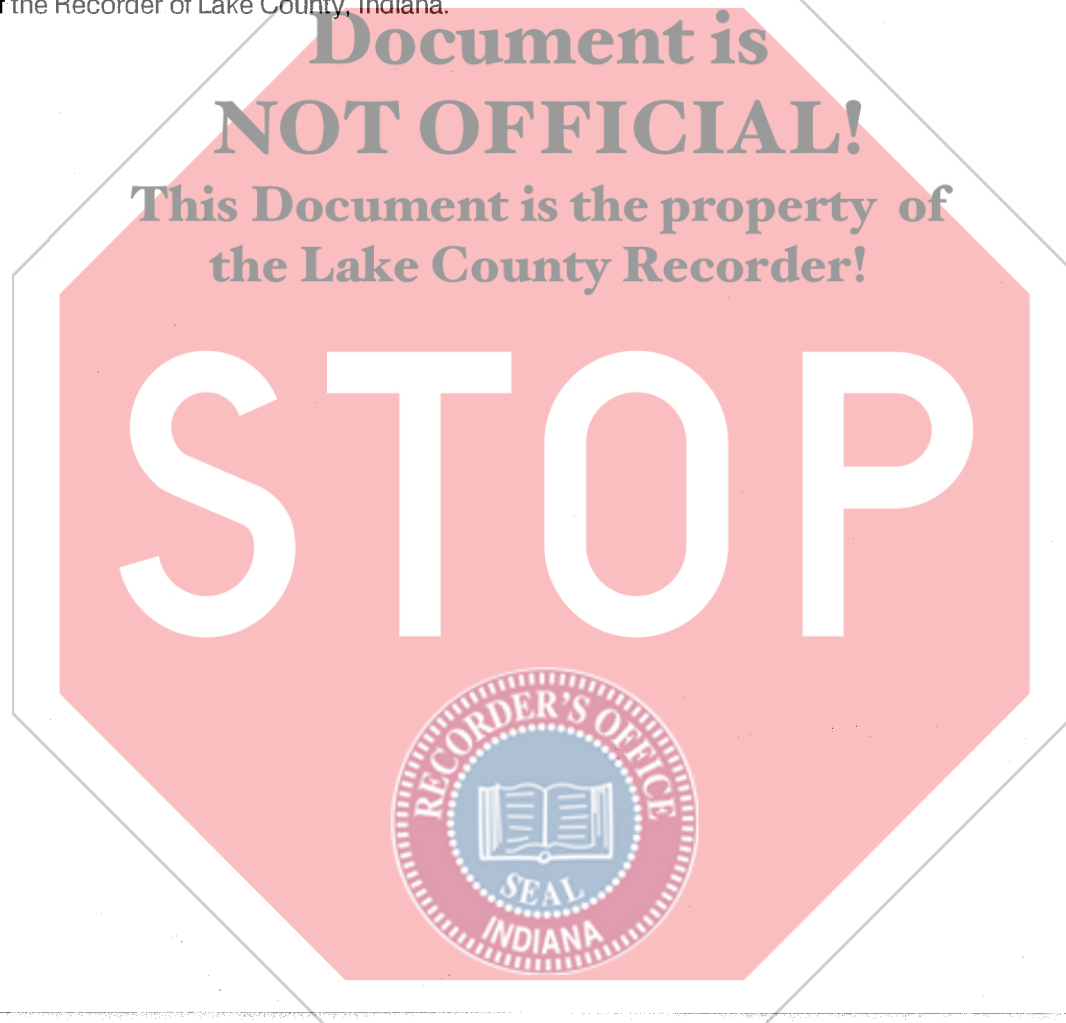 the Recorder of Lake County, Indiana.
Document is
NOT OFFICIAL!
This Document is the property of
the Lake County Recorder!
STOP
RECORDER'S OFFICE
SEAL
INDIANA